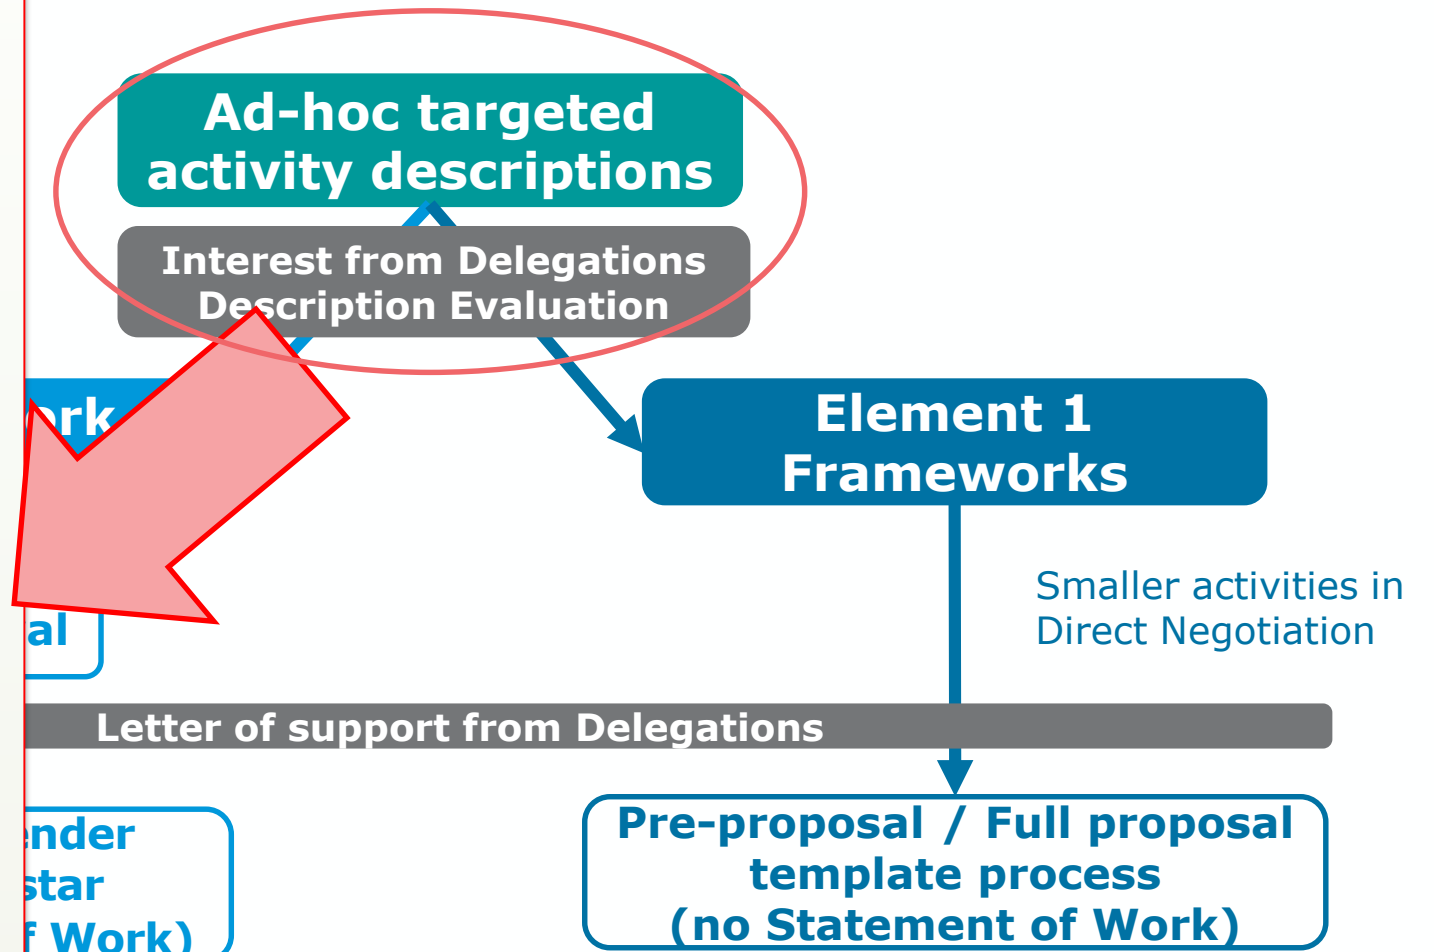 Ad-hoc targeted
activity descriptions
Interest from Delegations
Description Evaluation
Element 1
Frameworks
Smaller activities in
Direct Negotiation
Letter of support from Delegations
Pre-proposal / Full proposal
template process
(no Statement of Work)
Work)